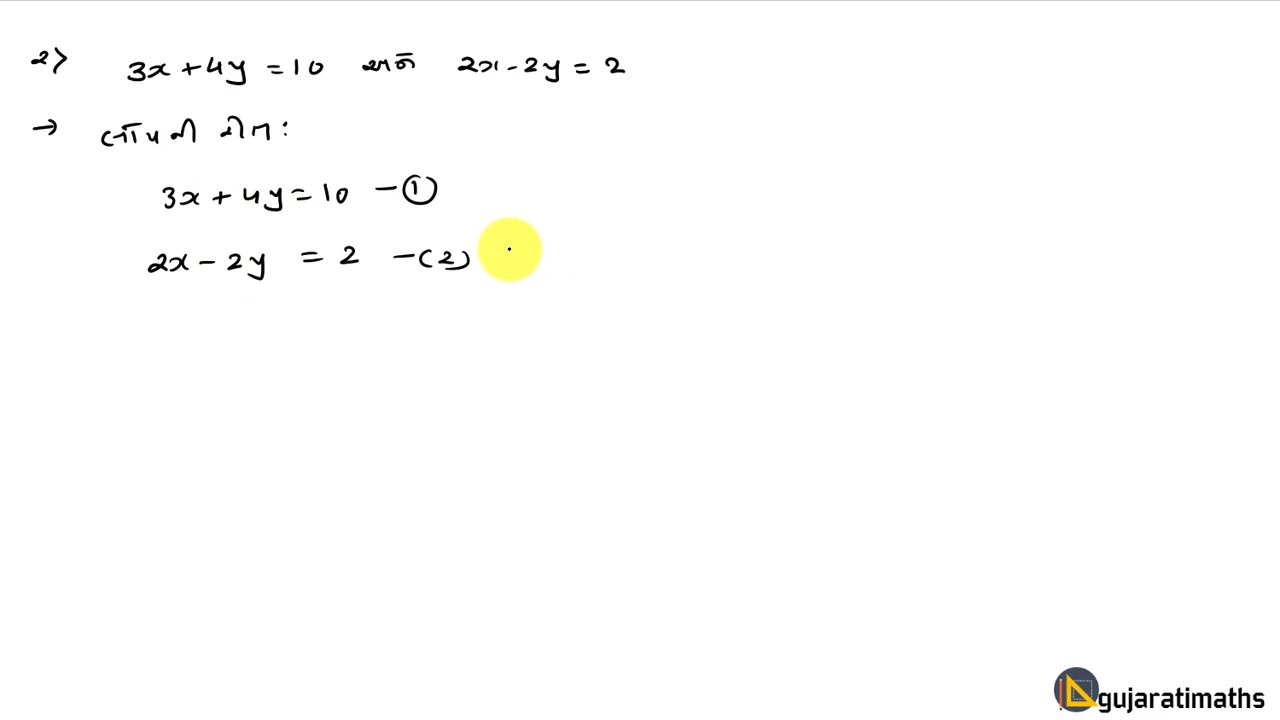 2> 3x + 4y = 10 અને 2x - 2y = 2
→ લોપની રીત :
3x + 4y = 10 - ①
2x - 2y = 2 - (2)
gujaratimaths